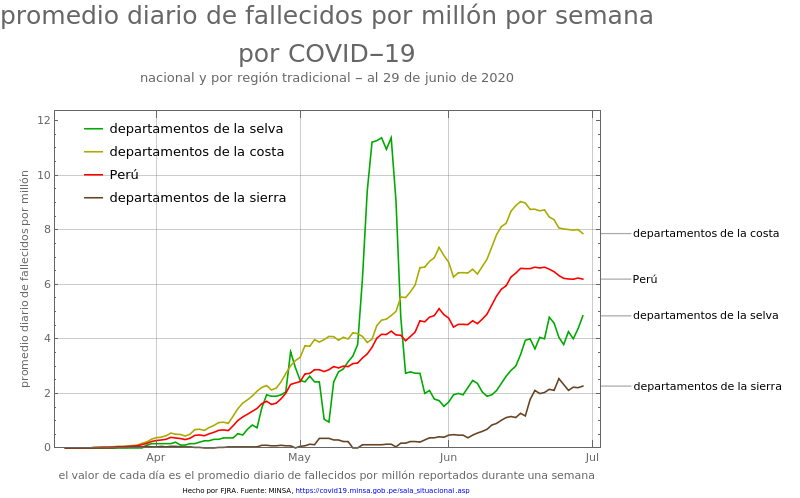 promedio diario de fallecidos por millón por semana
por COVID−19
nacional y por región tradicional − al 29 de junio de 2020
promedio diario de fallecidos por millón
12
10
8
6
4
2
0
departamentos de la selva
departamentos de la costa
Perú
departamentos de la sierra
departamentos de la costa
Perú
departamentos de la selva
departamentos de la sierra
Apr May Jun Jul
el valor de cada día es el promedio diario de fallecidos por millón reportados durante una semana
Hecho por FJRA. Fuente: MINSA, https://covid19.minsa.gob.pe/sala_situacional.asp